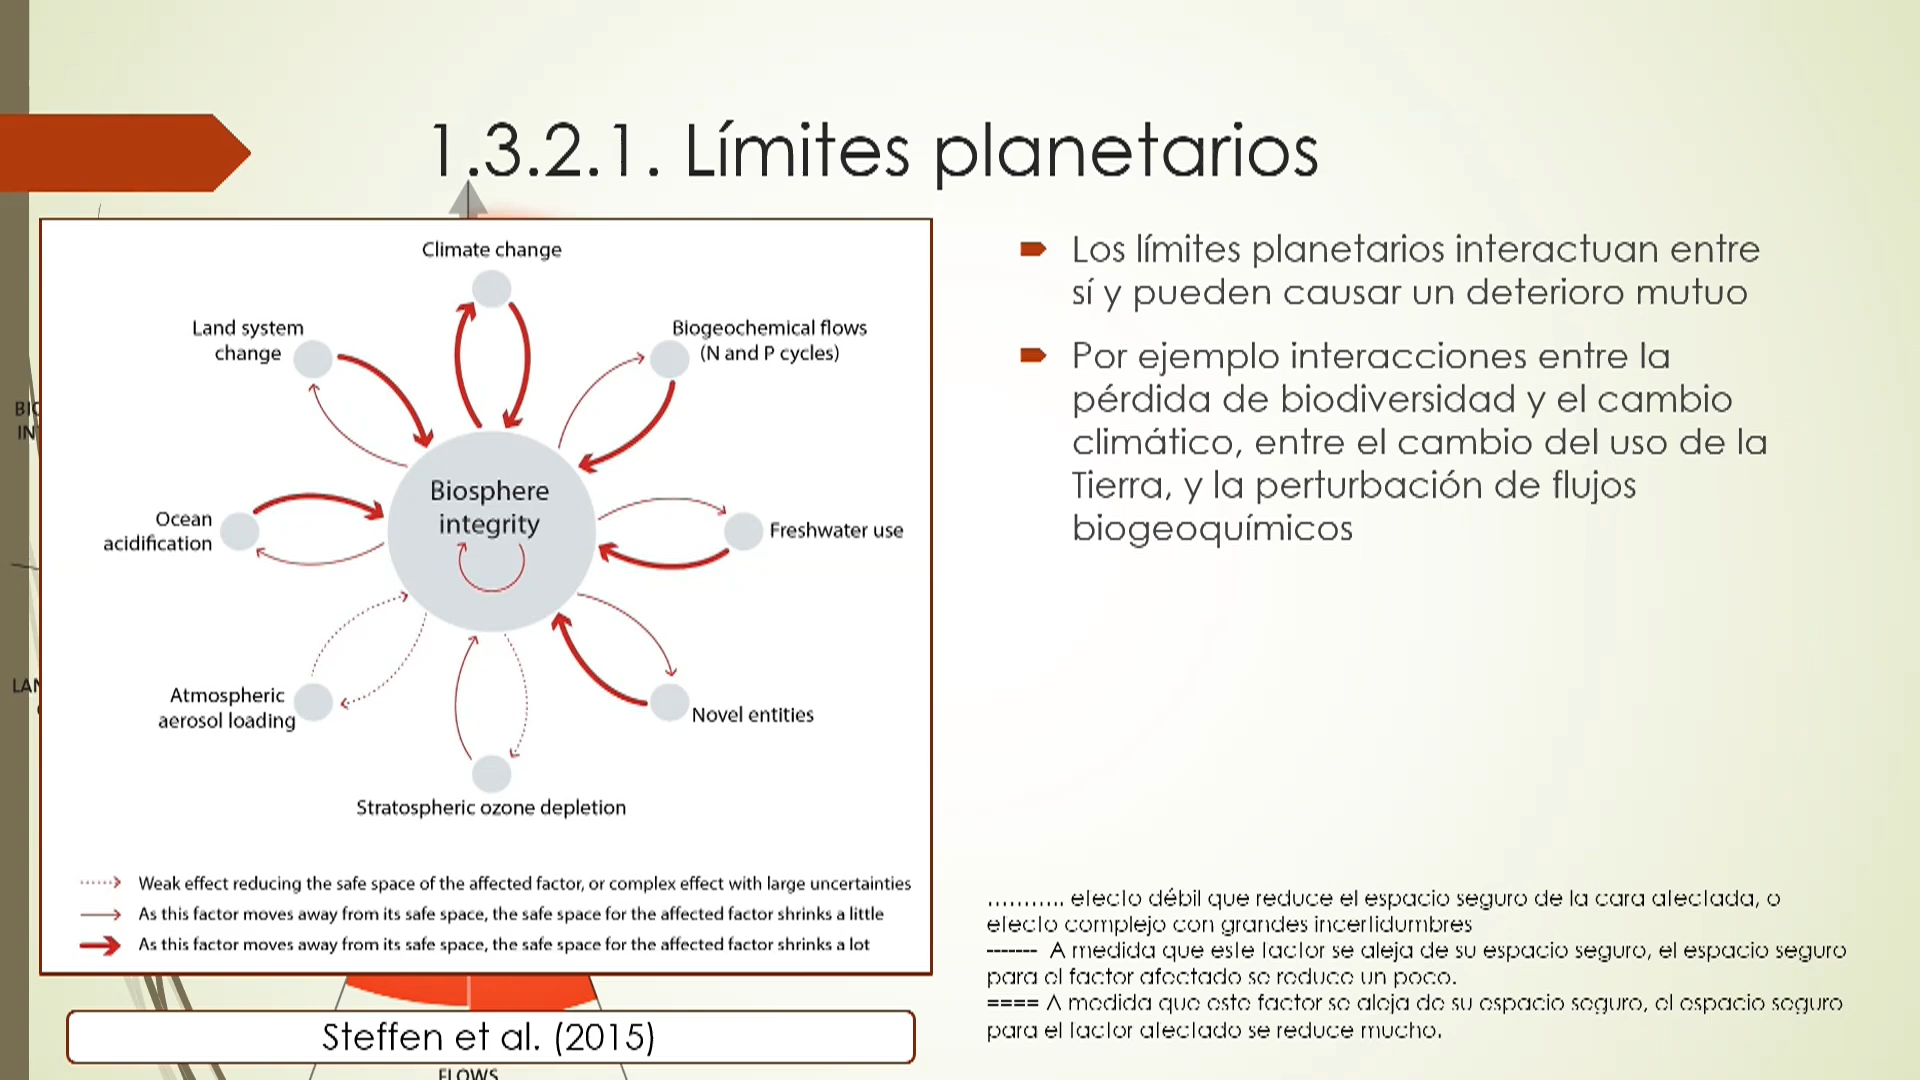 1.3.2.1. Límites planetarios
Climate change
Land system
change
Biogeochemical flows
(N and P cycles)
Biosphere
integrity
Ocean
acidification
Freshwater use
Atmospheric
aerosol loading
Novel entities
Stratospheric ozone depletion
Weak effect reducing the safe space of the affected factor, or complex effect with large uncertainties
As this factor moves away from its safe space, the safe space for the affected factor shrinks a little
As this factor moves away from its safe space, the safe space for the affected factor shrinks a lot
Steffen et al. (2015)
FLOWS
Los límites planetarios interactuan entre
sí y pueden causar un deterioro mutuo
Por ejemplo interacciones entre la
pérdida de biodiversidad y el cambio
climático, entre el cambio del uso de la
Tierra, y la perturbación de flujos
biogeoquímicos
........... efecto débil que reduce el espacio seguro de la cara afectada, o
efecto complejo con grandes incertidumbres
------- A medida que este factor se aleja de su espacio seguro, el espacio seguro
para el factor afectado se reduce un poco.
==== A medida que este factor se aleja de su espacio seguro, el espacio seguro
para el factor afectado se reduce mucho.